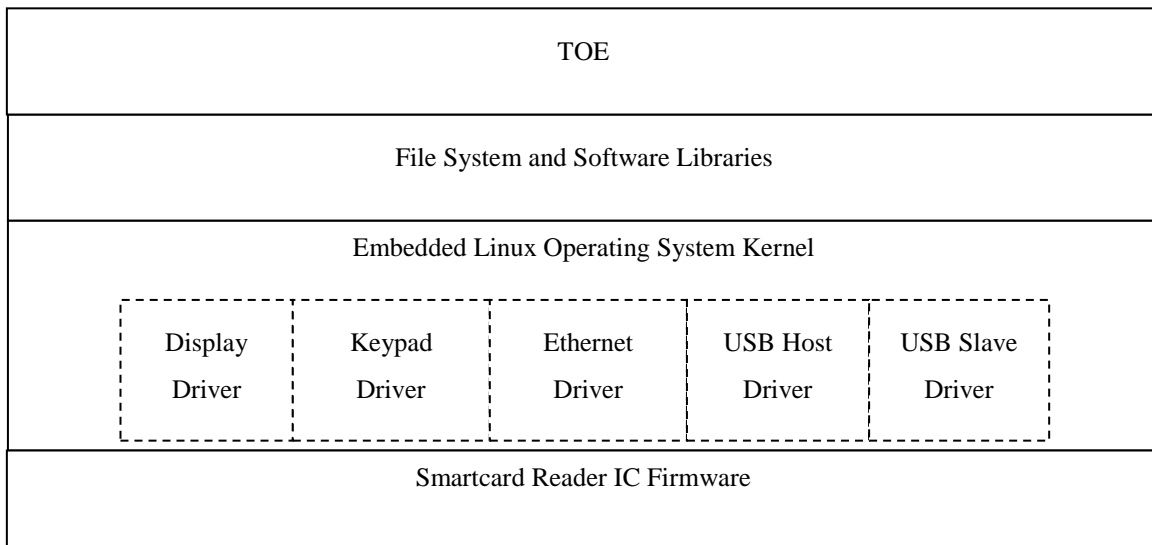 TOE
File System and Software Libraries
Embedded Linux Operating System Kernel
Display Driver
Keypad Driver
Ethernet Driver
USB Host Driver
USB Slave Driver
Smartcard Reader IC Firmware